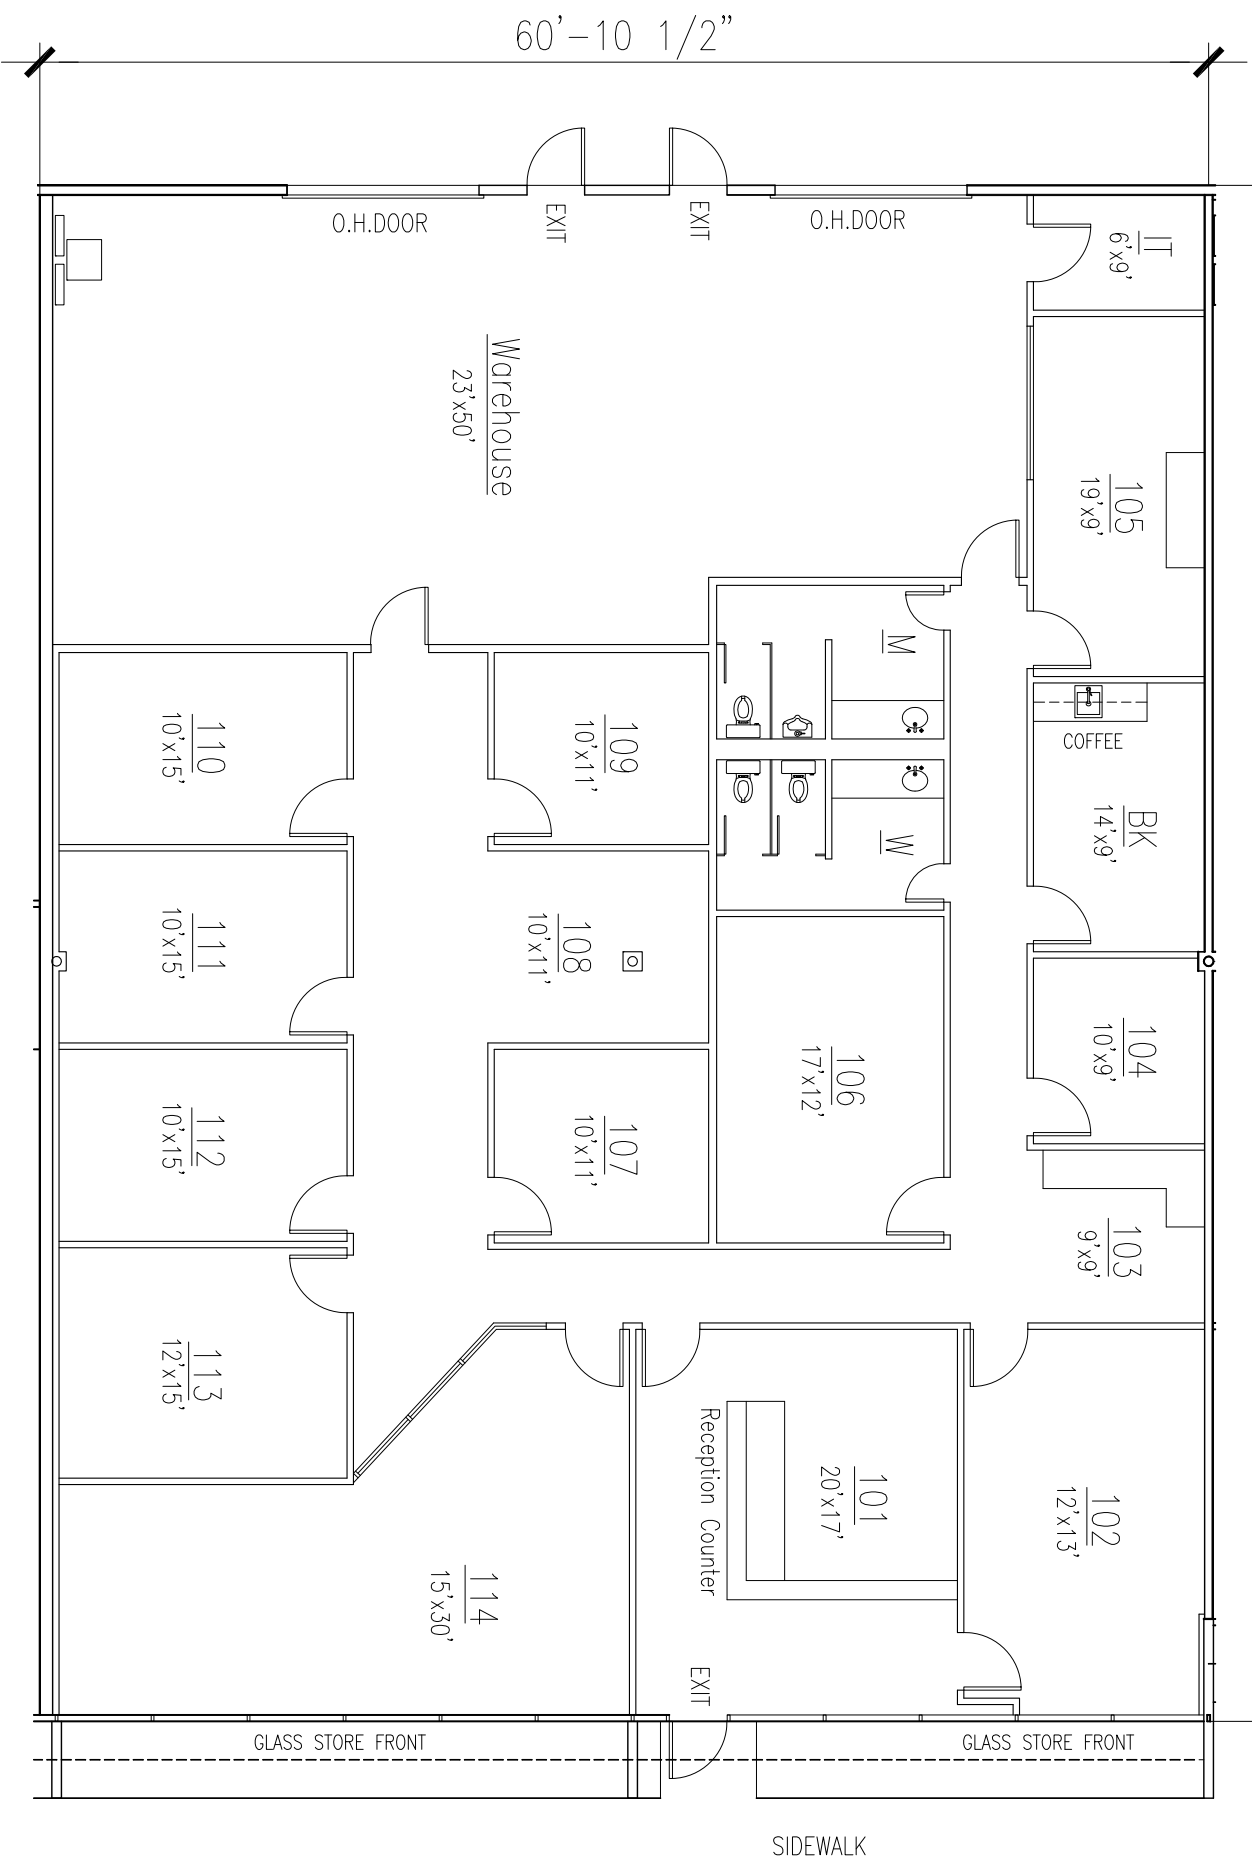 60'-10 1/2"
O.H.DOOR
EXIT
EXIT
O.H.DOOR
IT
6'x9'
Warehouse
23'x50'
105
19'x9'
M
110
10'x15'
109
10'x11'
COFFEE
BK
14'x9'
W
111
10'x15'
108
10'x11'
106
17'x12'
104
10'x9'
112
10'x15'
107
10'x11'
103
9'x9'
113
12'x15'
Reception Counter
101
20'x17'
102
12'x13'
114
15'x30'
EXIT
GLASS STORE FRONT
GLASS STORE FRONT
SIDEWALK